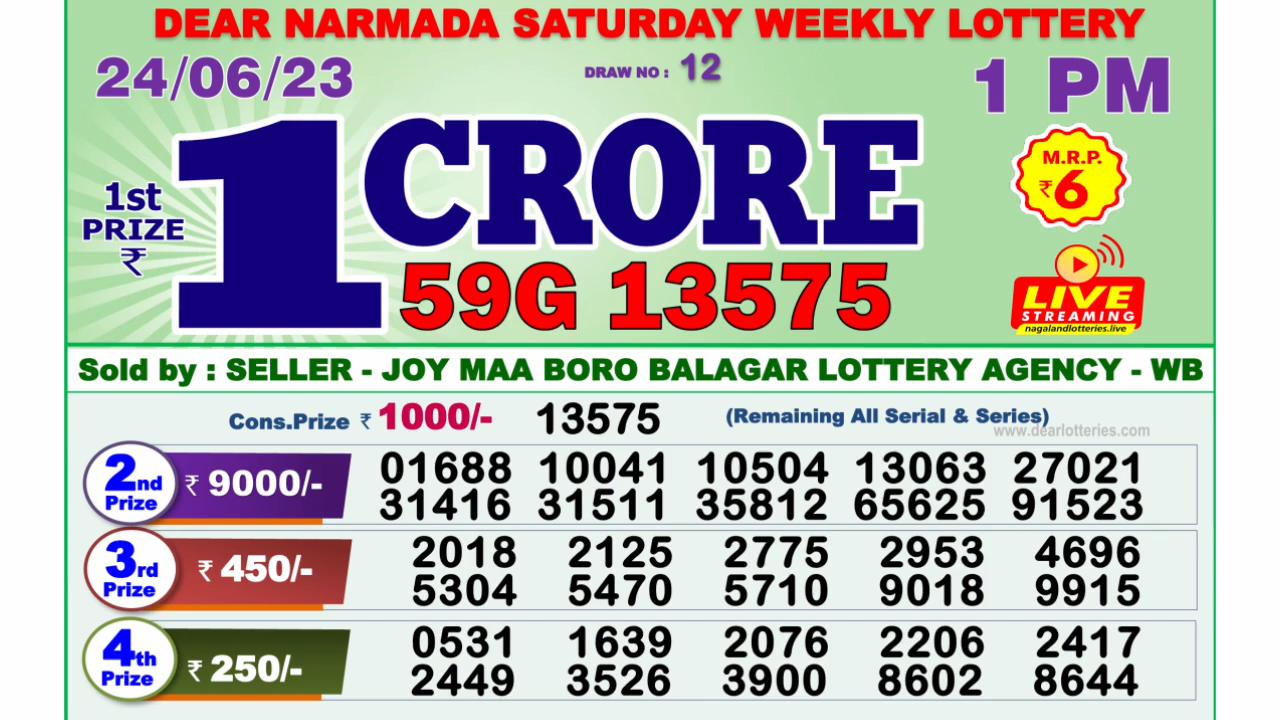 DEAR NARMADA SATURDAY WEEKLY LOTTERY
24/06/23
DRAW NO : 12
1 PM
1st
PRIZE
₹
1 CRORE
59G 13575
M.R.P.
₹6
LIVE
STREAMING
nagalandlotteries.live
Sold by : SELLER - JOY MAA BORO BALAGAR LOTTERY AGENCY - WB
Cons.Prize ₹ 1000/- 13575 (Remaining All Serial & Series)
www.dearlotteries.com
2nd Prize ₹ 9000/-
01688 10041 10504 13063 27021
31416 31511 35812 65625 91523
3rd Prize ₹ 450/-
2018 2125 2775 2953 4696
5304 5470 5710 9018 9915
4th Prize ₹ 250/-
0531 1639 2076 2206 2417
2449 3526 3900 8602 8644